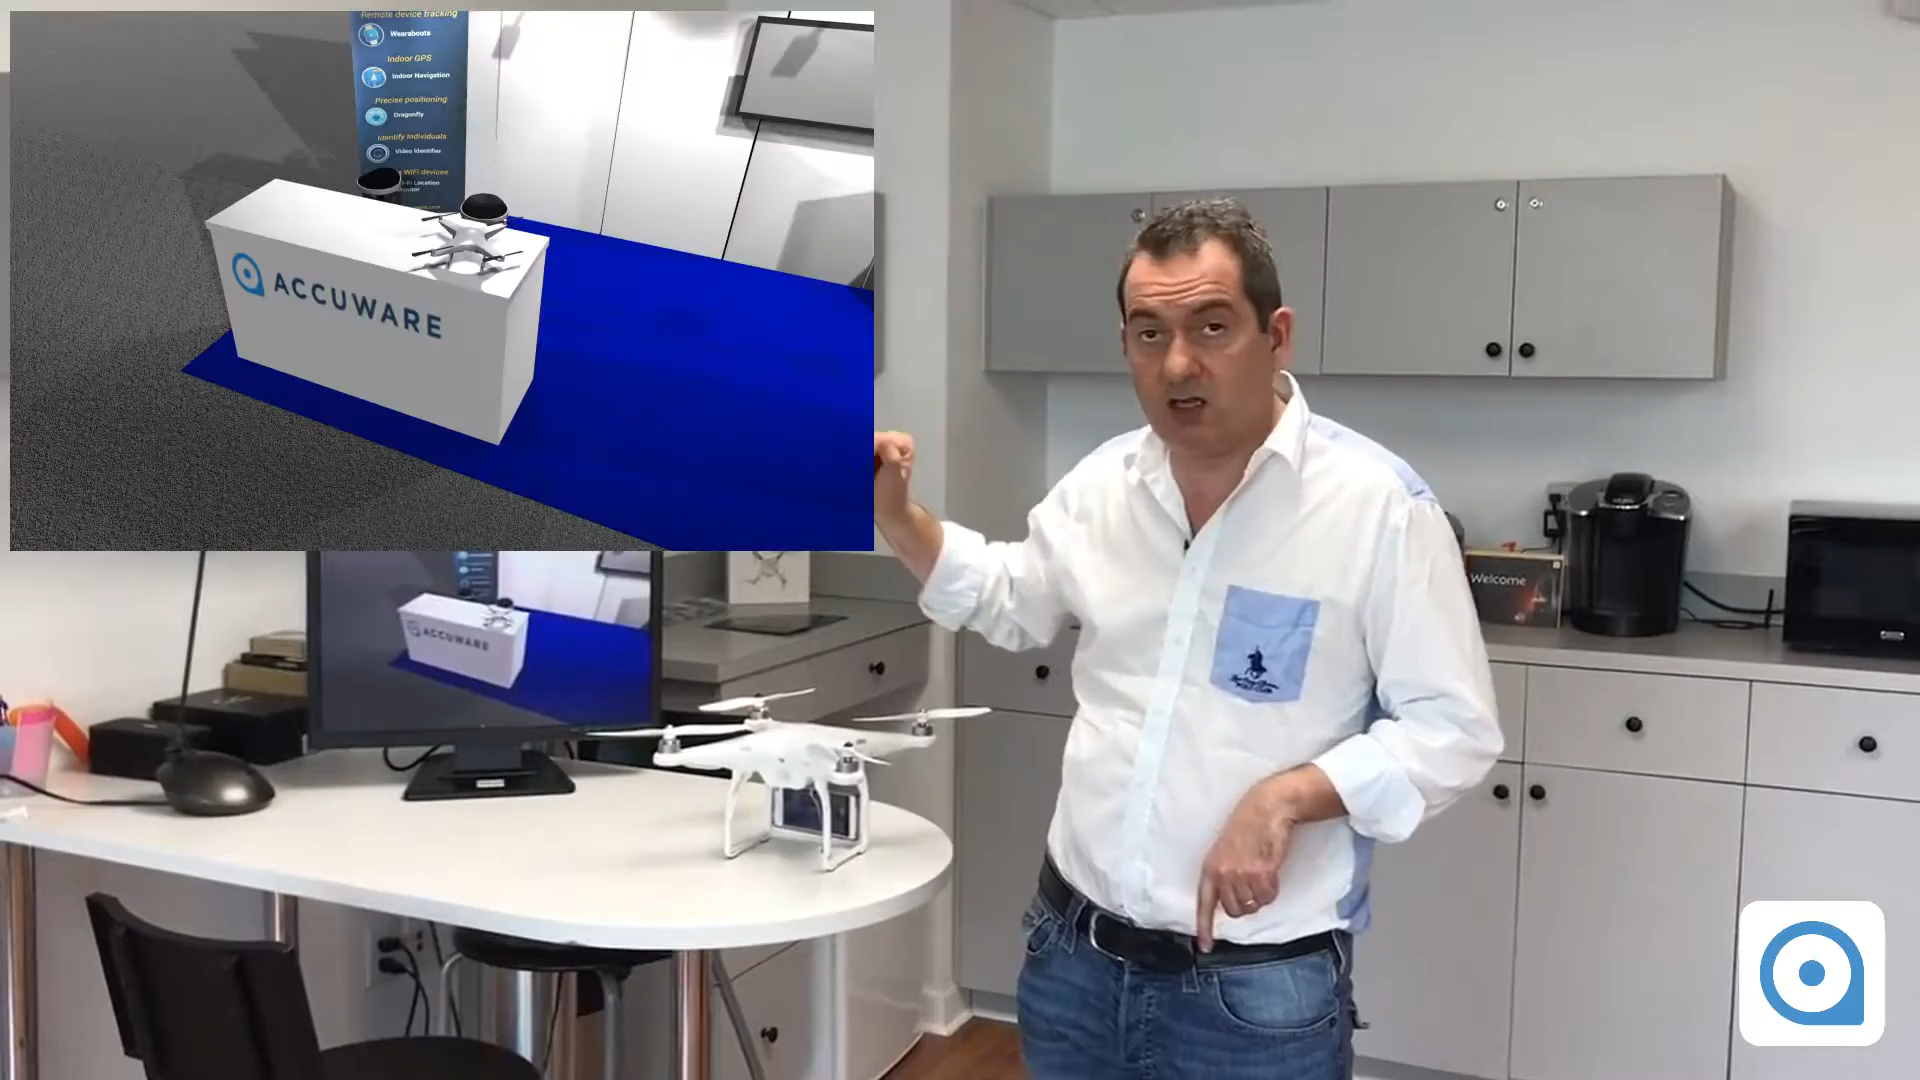 Remote device tracking
Wearabouts
Indoor GPS
Indoor Navigation
Precise positioning
Dragonfly
Identify individuals
Video Identifier
WiFi devices
Location
ACCUWARE
ACCUWARE
Welcome